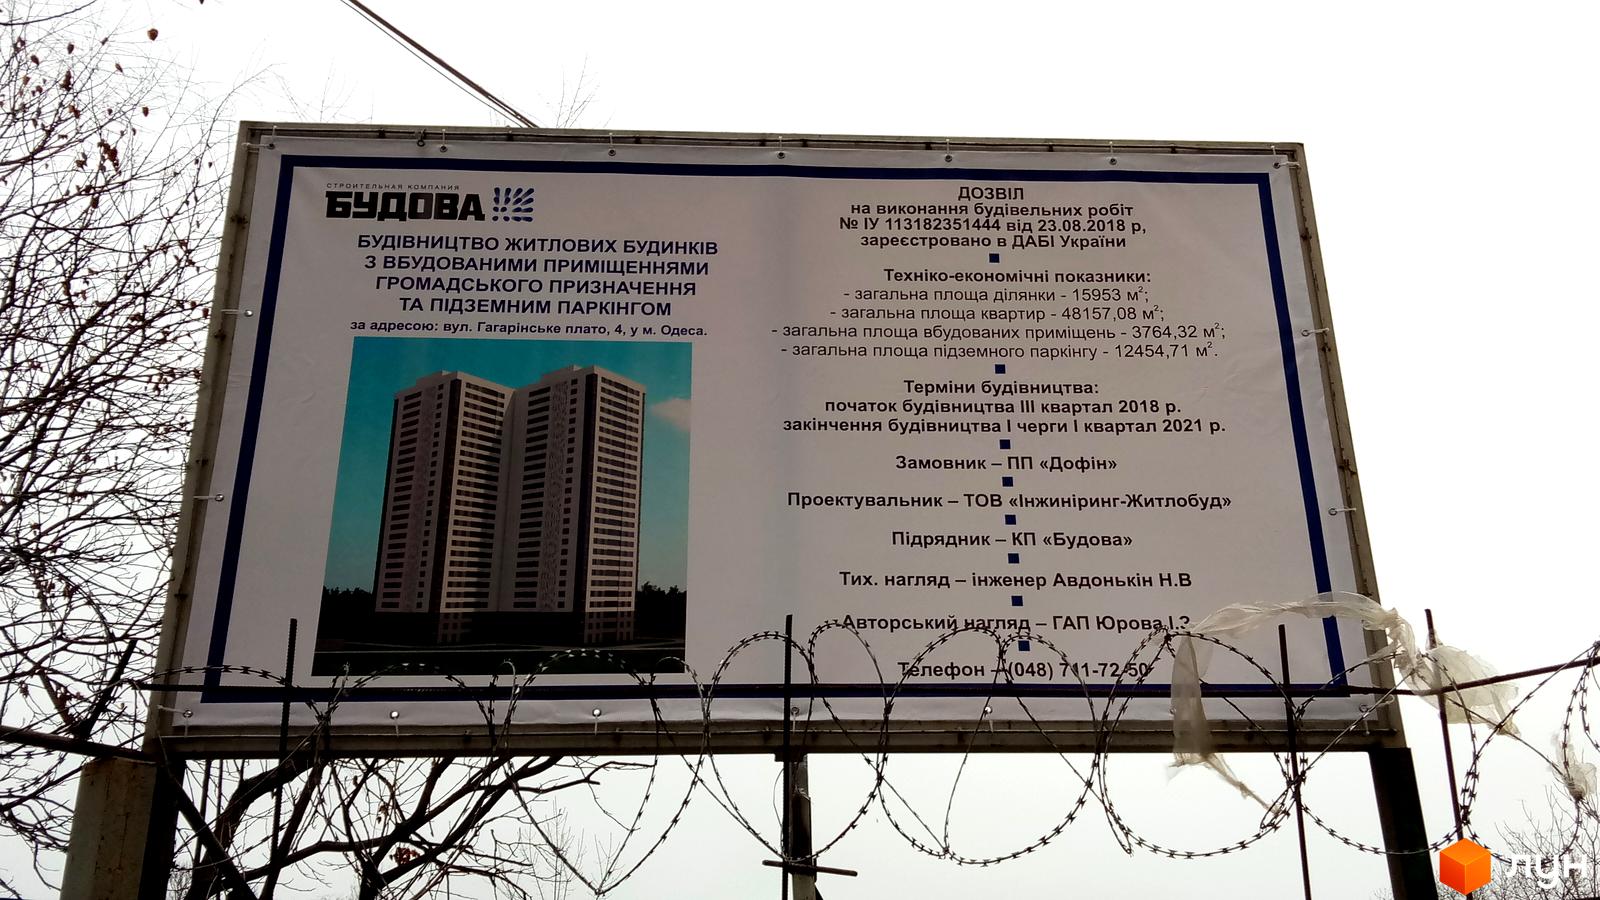 СТРОИТЕЛЬНАЯ КОМПАНИЯ
БУДОВА
БУДІВНИЦТВО ЖИТЛОВИХ БУДИНКІВ
З ВБУДОВАНИМИ ПРИМІЩЕННЯМИ
ГРОМАДСЬКОГО ПРИЗНАЧЕННЯ
ТА ПІДЗЕМНИМ ПАРКІНГОМ
за адресою: вул. Гагарінське плато, 4, у м. Одеса.
ДОЗВІЛ
на виконання будівельних робіт
№ ІУ 113182351444 від 23.08.2018 р,
зареєстровано в ДАБІ України
Техніко-економічні показники:
- загальна площа ділянки - 15953 м²;
- загальна площа квартир - 48157,08 м²;
- загальна площа вбудованих приміщень - 3764,32 м²;
- загальна площа підземного паркінгу - 12454,71 м².
Терміни будівництва:
початок будівництва III квартал 2018 р.
закінчення будівництва I черги I квартал 2021 р.
Замовник – ПП «Дофін»
Проектувальник – ТОВ «Інжиніринг-Житлобуд»
Підрядник – КП «Будова»
Тих. нагляд – інженер Авдонькін Н.В
Авторський нагляд – ГАП Юрова І.З
Телефон – (048) 711-72-50
лун